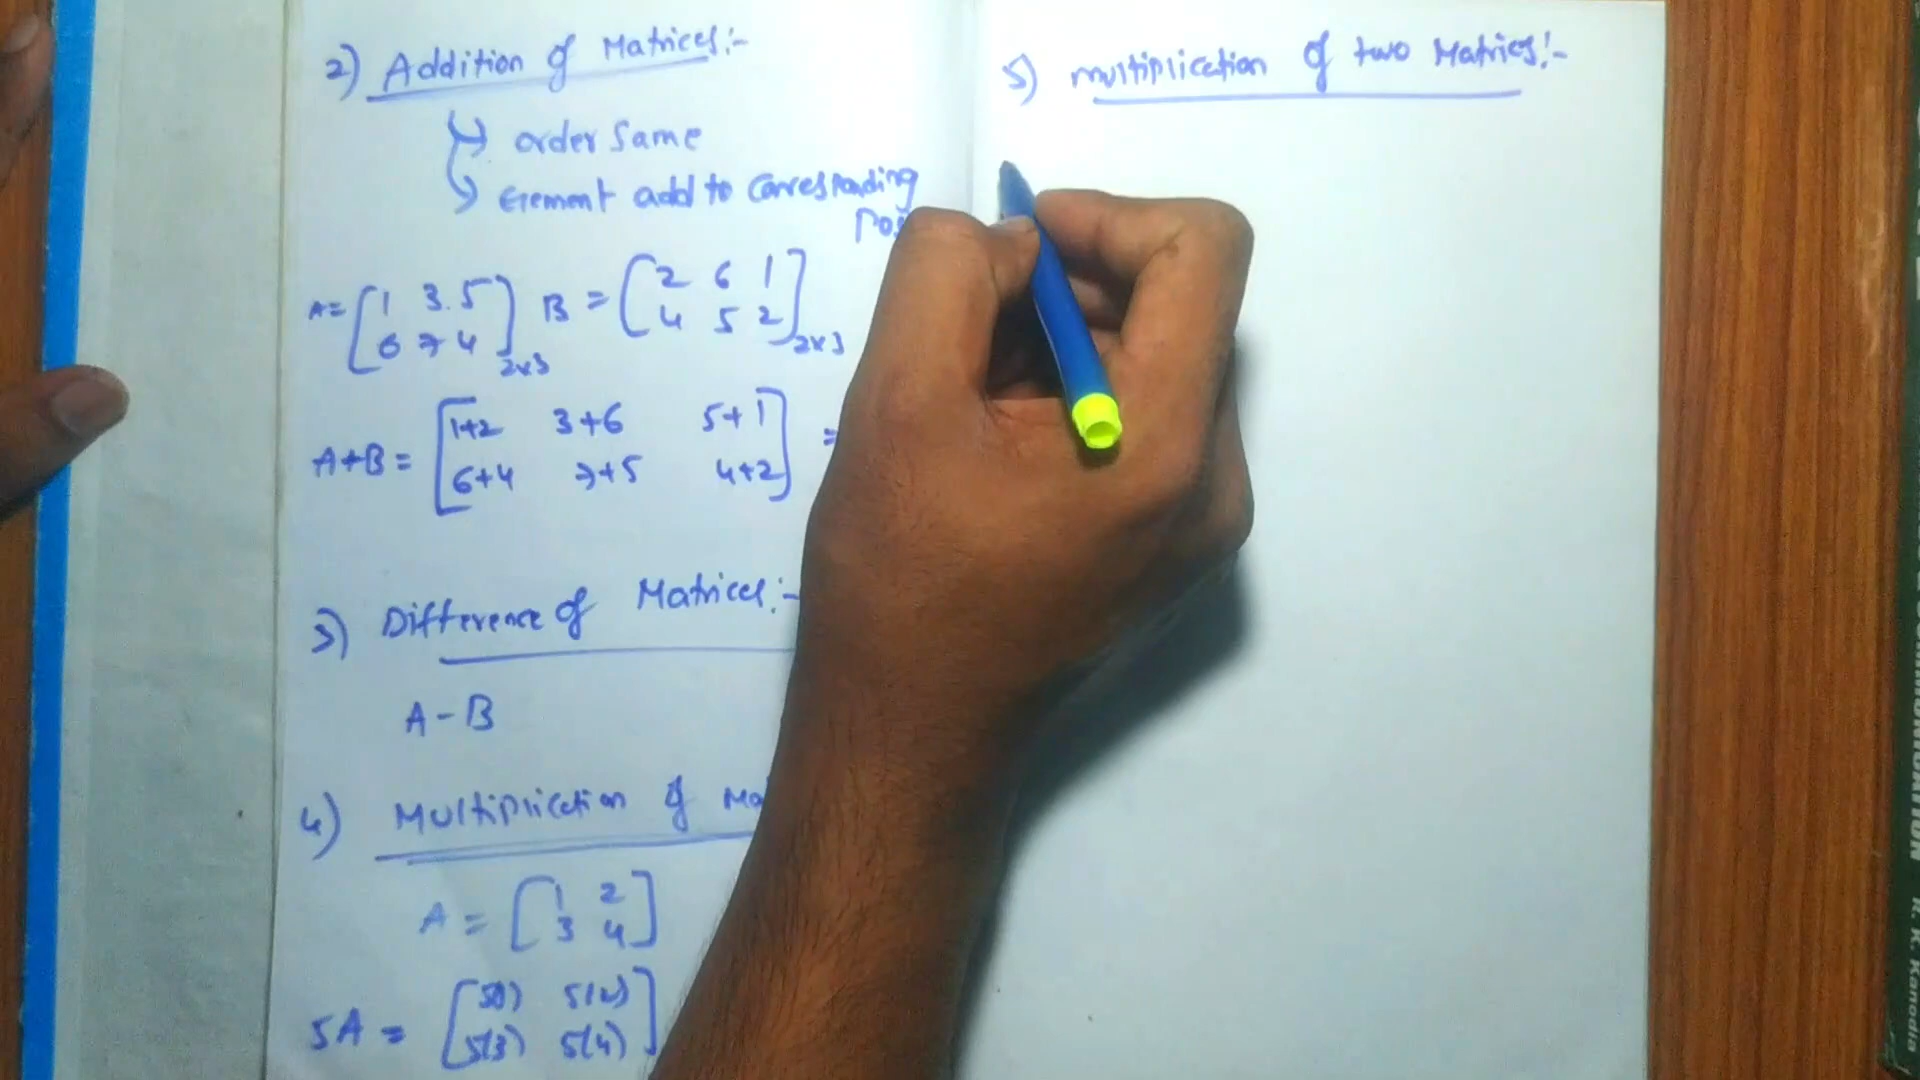 2) Addition of Matrices:-
order same
Element add to corresponding
A= [1 3. 5 B = [2 6 1
6 7 4]2x3 4 5 2]2x3
A+B = [1+2 3+6 5+1] =
6+4 7+5 4+2
3) Difference of Matrices:-
A-B
4) Multiplication of
A = [1 2]
3 4
5A = [5(1) 5(2)]
5(3) 5(4)
5) multiplication of two Matries:-
R. K. Kanodia